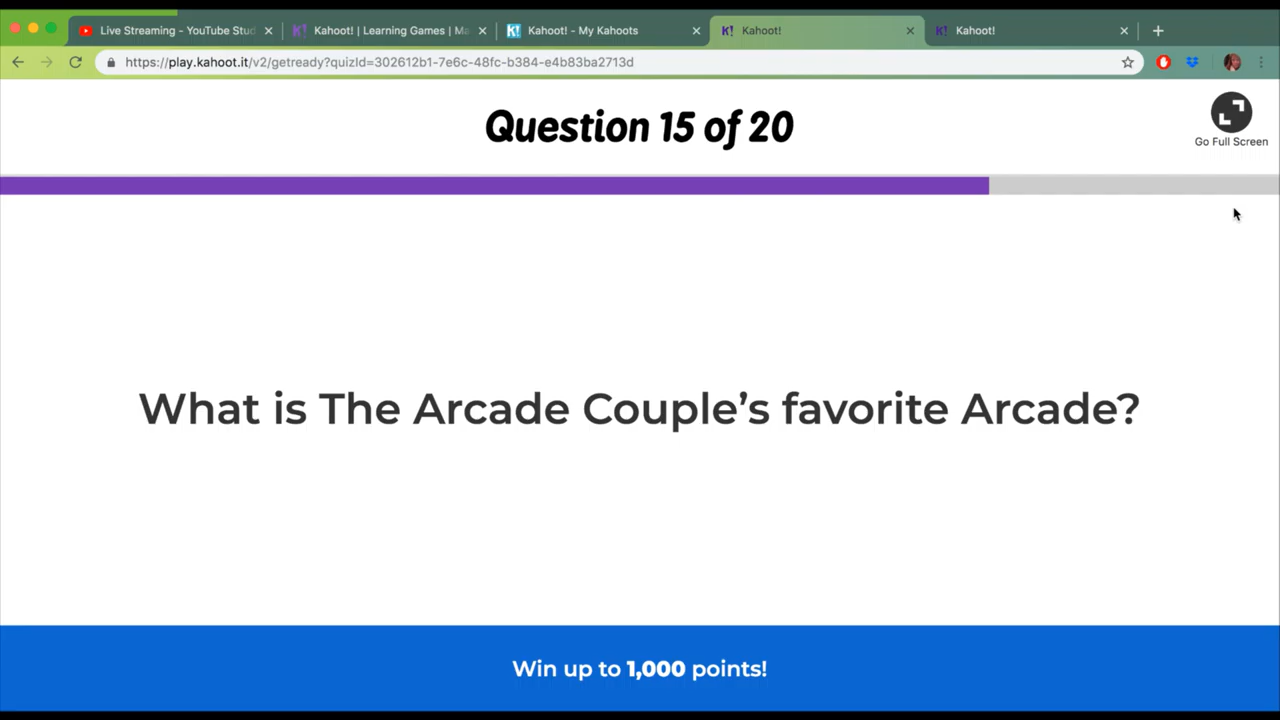 Live Streaming - YouTube Stud
Kahoot! | Learning Games | Ma
Kahoot! - My Kahoots
Kahoot!
Kahoot!
https://play.kahoot.it/v2/getready?quizId=302612b1-7e6c-48fc-b384-e4b83ba2713d
Question 15 of 20
Go Full Screen
What is The Arcade Couple’s favorite Arcade?
Win up to 1,000 points!